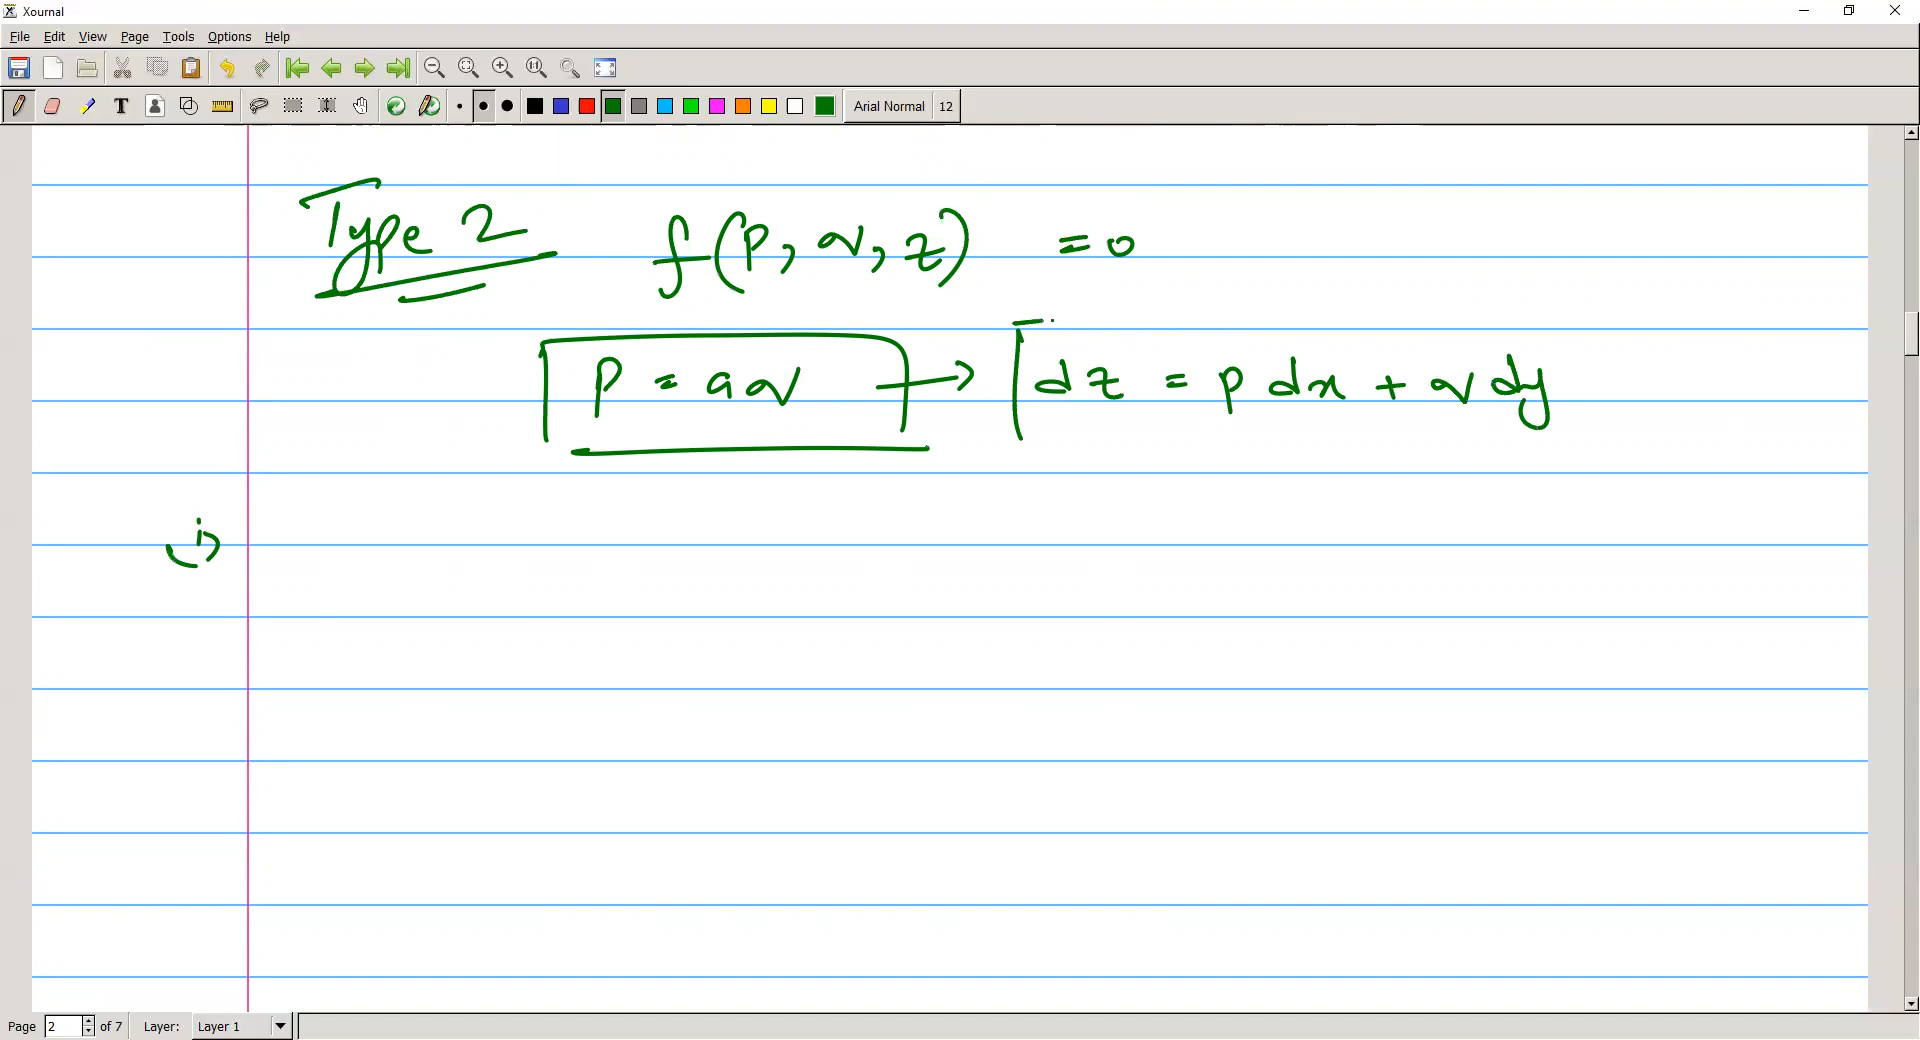 Xournal
File Edit View Page Tools Options Help
Arial Normal 12
Type 2 f(p, q, z) = 0
p = aq → dz = p dx + q dy
(i)
Page 2 of 7 Layer: Layer 1